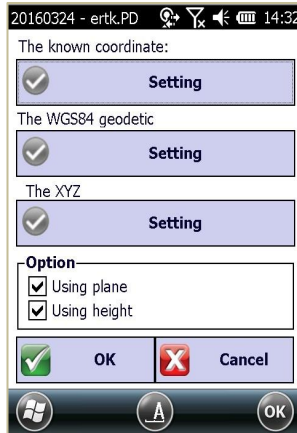 20160324 - ertk.PD 14:32
The known coordinate:
Setting
The WGS84 geodetic
Setting
The XYZ
Setting
Option
Using plane
Using height
OK Cancel
A OK